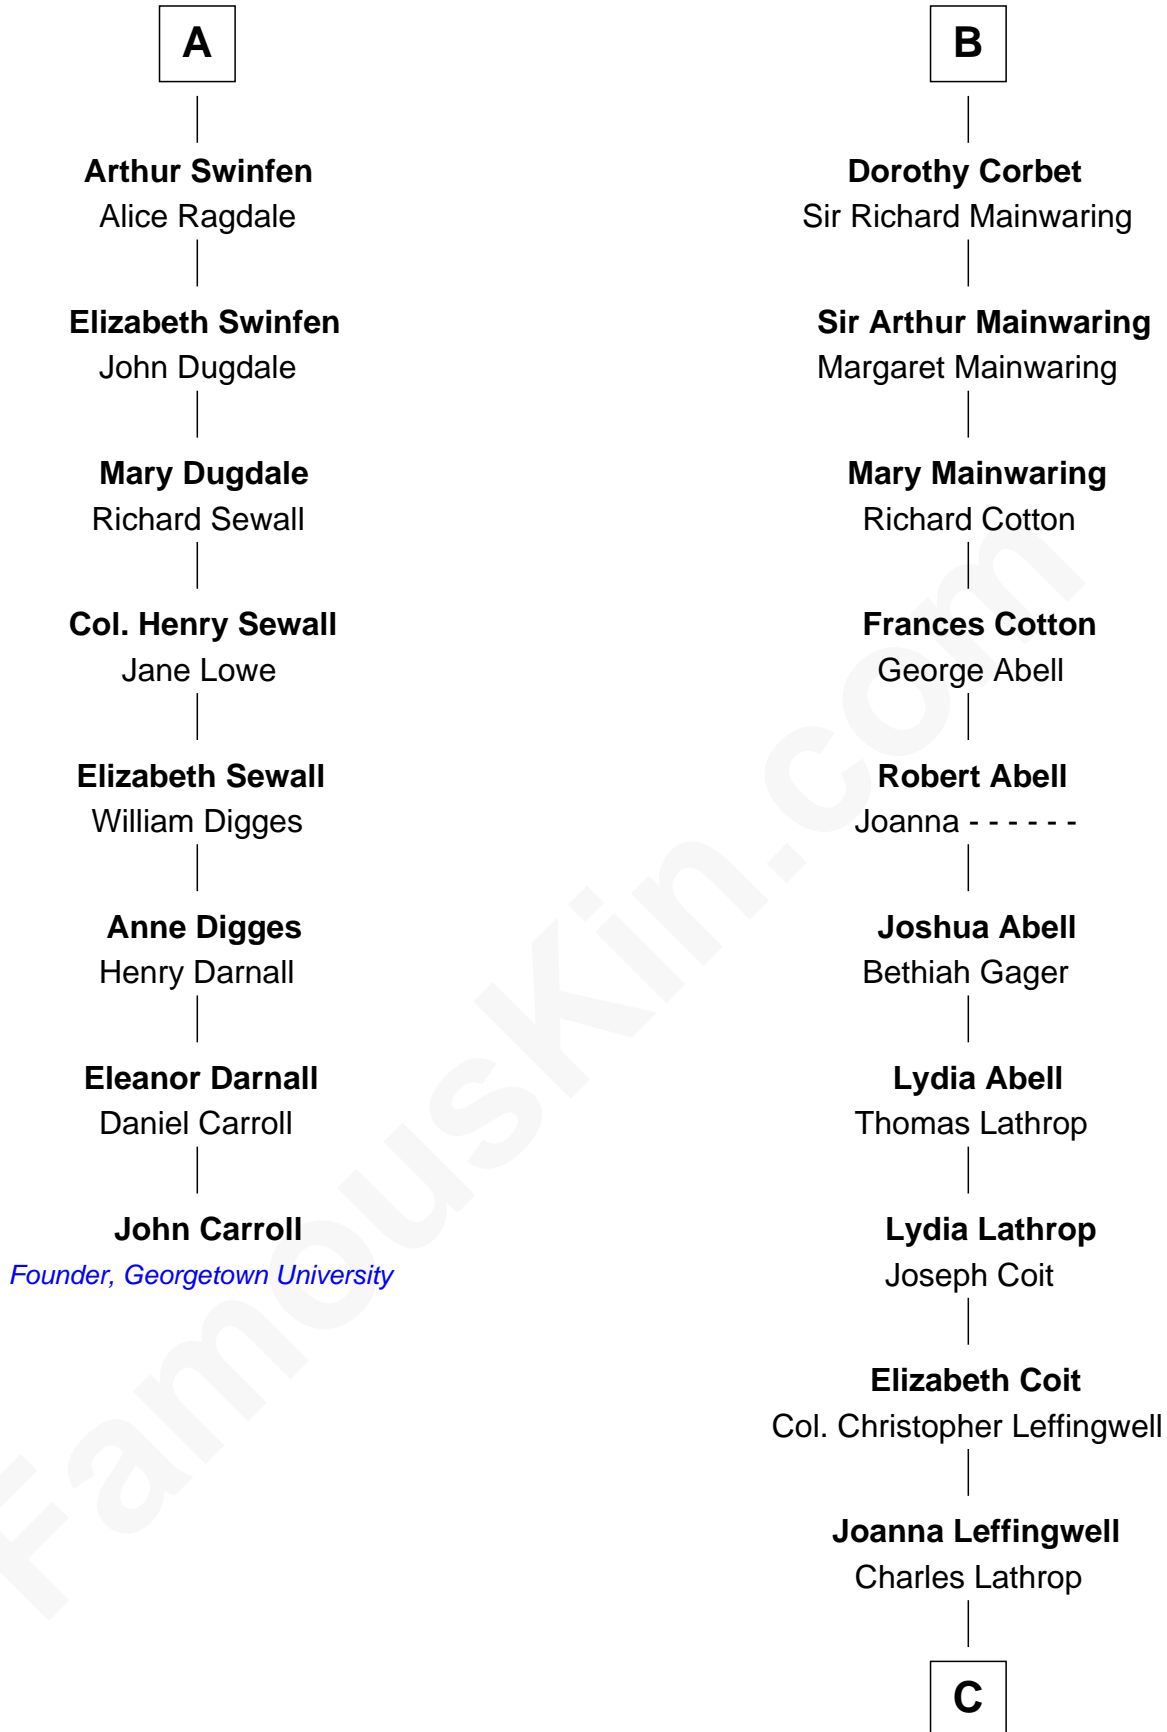 A
Arthur Swinfen
Alice Ragdale
Elizabeth Swinfen
John Dugdale
Mary Dugdale
Richard Sewall
Col. Henry Sewall
Jane Lowe
Elizabeth Sewall
William Digges
Anne Digges
Henry Darnall
Eleanor Darnall
Daniel Carroll
John Carroll
Founder, Georgetown University
B
Dorothy Corbet
Sir Richard Mainwaring
Sir Arthur Mainwaring
Margaret Mainwaring
Mary Mainwaring
Richard Cotton
Frances Cotton
George Abell
Robert Abell
Joanna - - - - - -
Joshua Abell
Bethiah Gager
Lydia Abell
Thomas Lathrop
Lydia Lathrop
Joseph Coit
Elizabeth Coit
Col. Christopher Leffingwell
Joanna Leffingwell
Charles Lathrop
C
FamousKin.com